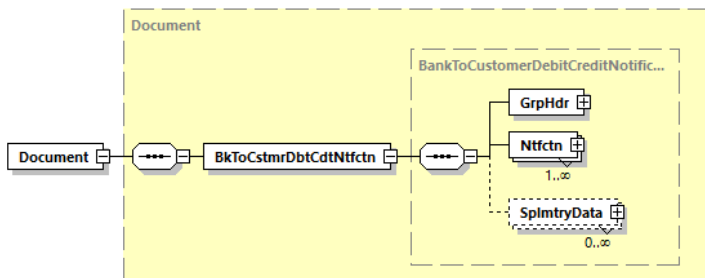 Document
BankToCustomerDebitCreditNotific...
GrpHdr
Document
BkToCstmrDbtCdtNtfctn
Ntfctn
1..∞
SplmtryData
0..∞